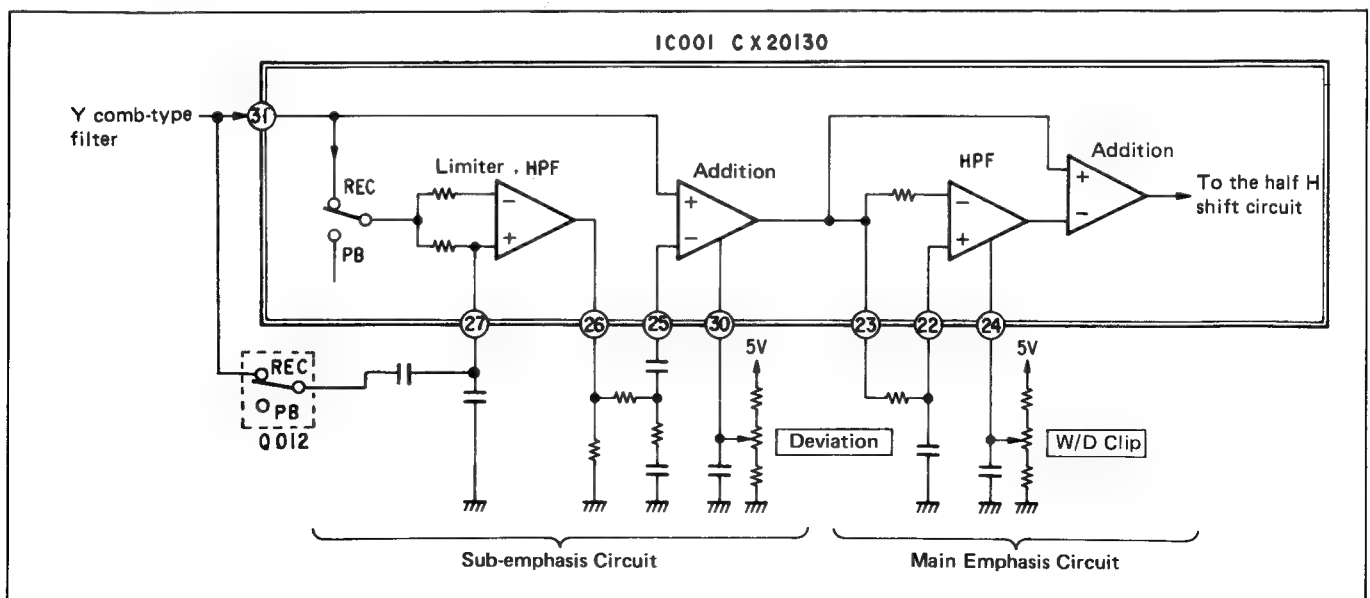 IC001 CX20130
Y comb-type
filter
31
REC
PB
Limiter , HPF
−
+
Addition
+
−
HPF
−
+
Addition
+
−
To the half H
shift circuit
27
26
25
30
23
22
24
REC
PB
Q012
5V
Deviation
5V
W/D Clip
Sub-emphasis Circuit
Main Emphasis Circuit